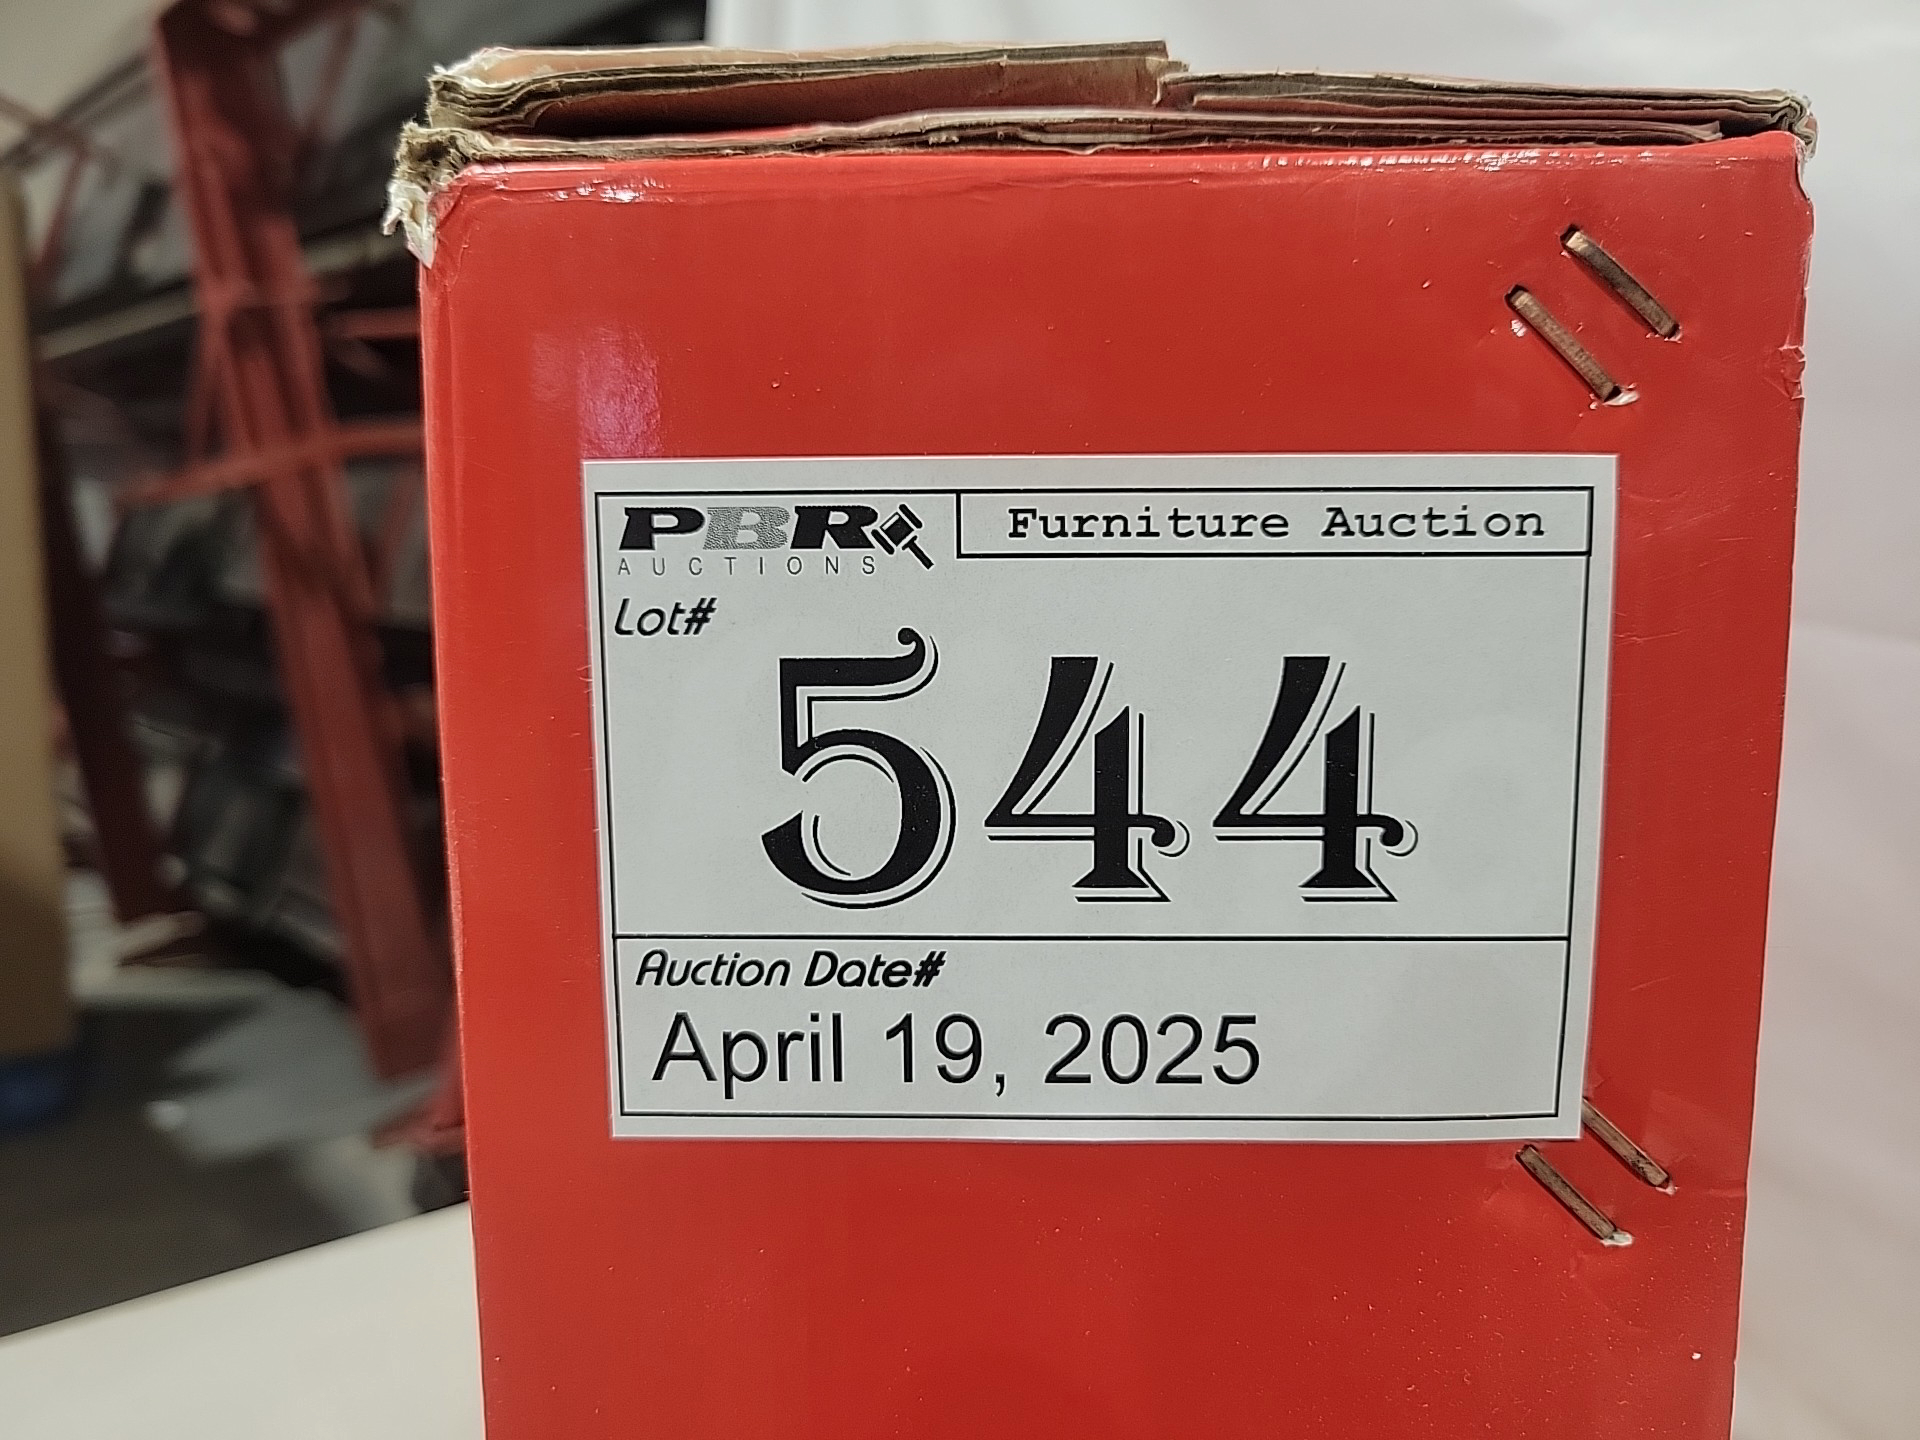 PBR
AUCTIONS
Furniture Auction
Lot#
544
Auction Date#
April 19, 2025